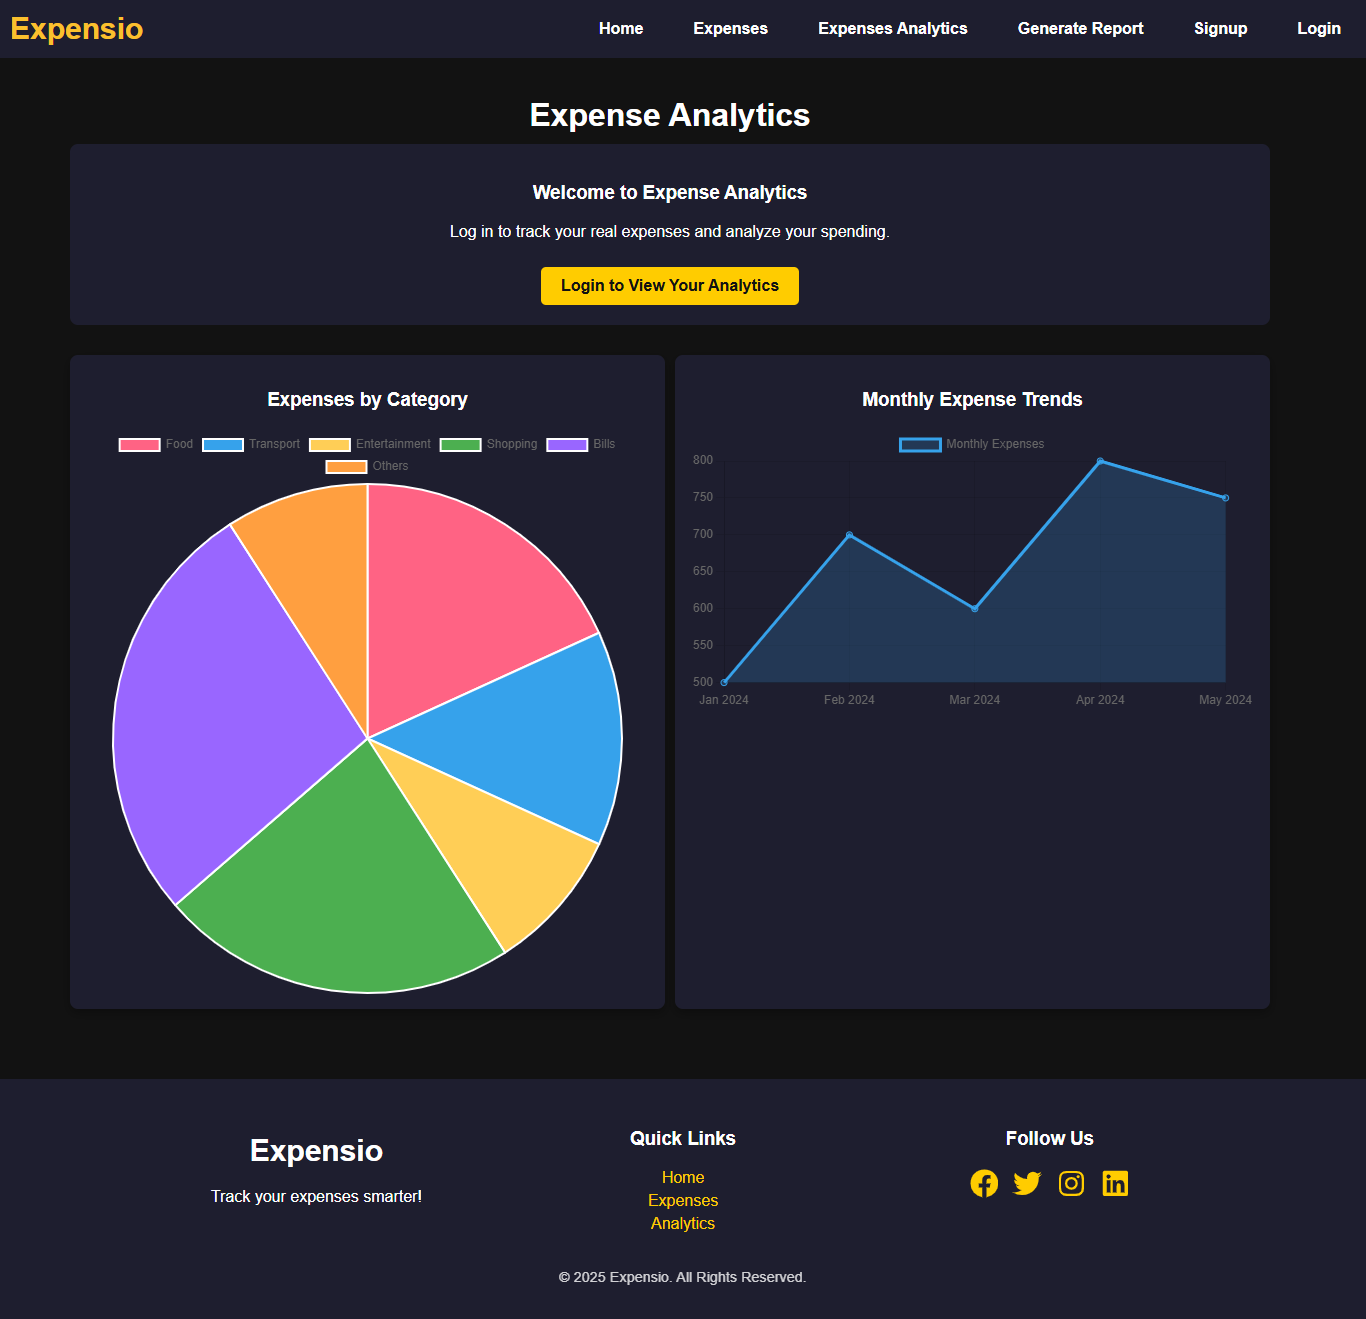 Expensio
Home Expenses Expenses Analytics Generate Report Signup Login
Expense Analytics
Welcome to Expense Analytics
Log in to track your real expenses and analyze your spending.
Login to View Your Analytics
Expenses by Category
Food Transport Entertainment Shopping Bills
Others
Monthly Expense Trends
Monthly Expenses
800
750
700
650
600
550
500
Jan 2024 Feb 2024 Mar 2024 Apr 2024 May 2024
Expensio
Track your expenses smarter!
Quick Links
Home
Expenses
Analytics
Follow Us
© 2025 Expensio. All Rights Reserved.